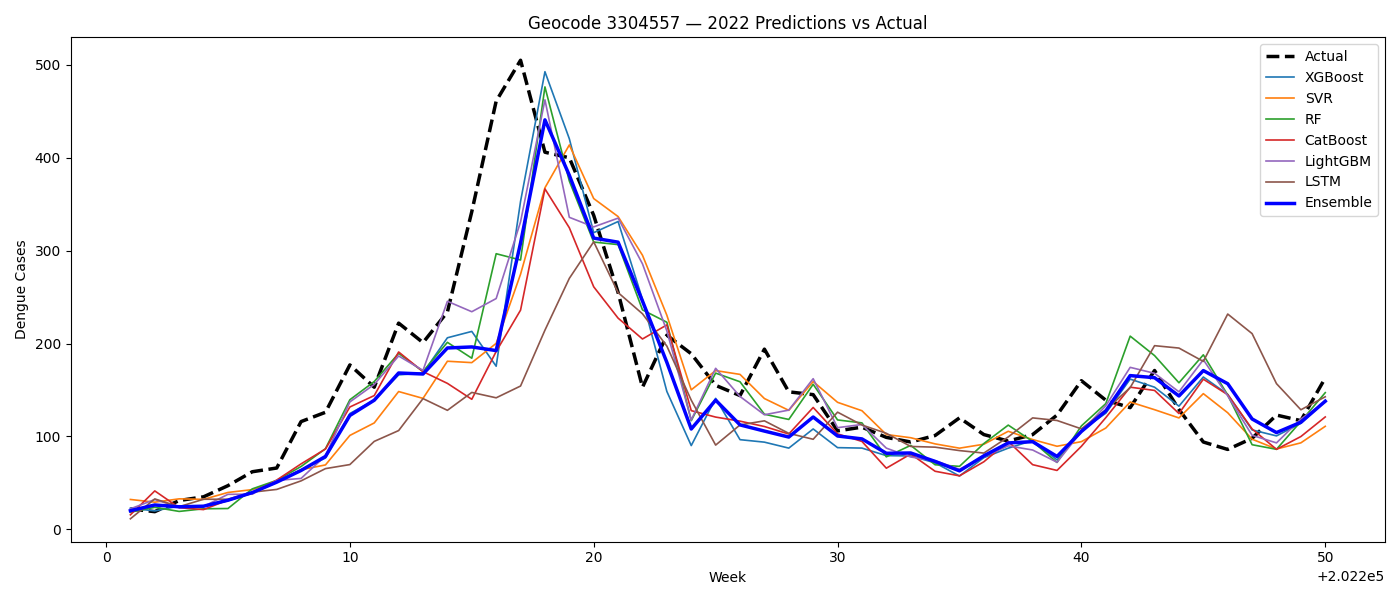 Geocode 3304557 — 2022 Predictions vs Actual
Dengue Cases
500
400
300
200
100
0
Actual
XGBoost
SVR
RF
CatBoost
LightGBM
LSTM
Ensemble
0 10 20 30 40 50
Week
+2.022e5